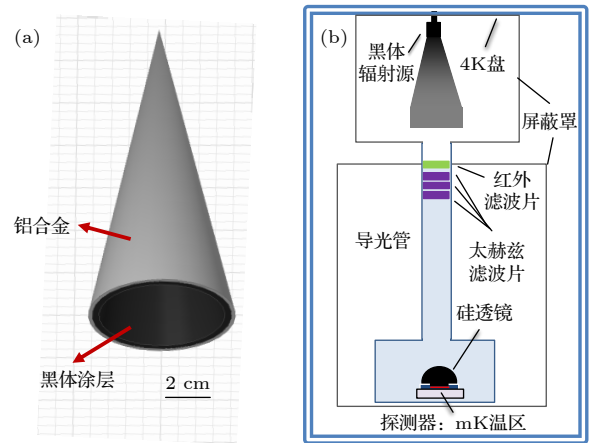 (a)
铝合金
黑体涂层
2 cm
(b)
黑体
辐射源
4K盘
屏蔽罩
红外
滤波片
导光管
太赫兹
滤波片
硅透镜
探测器：mK温区